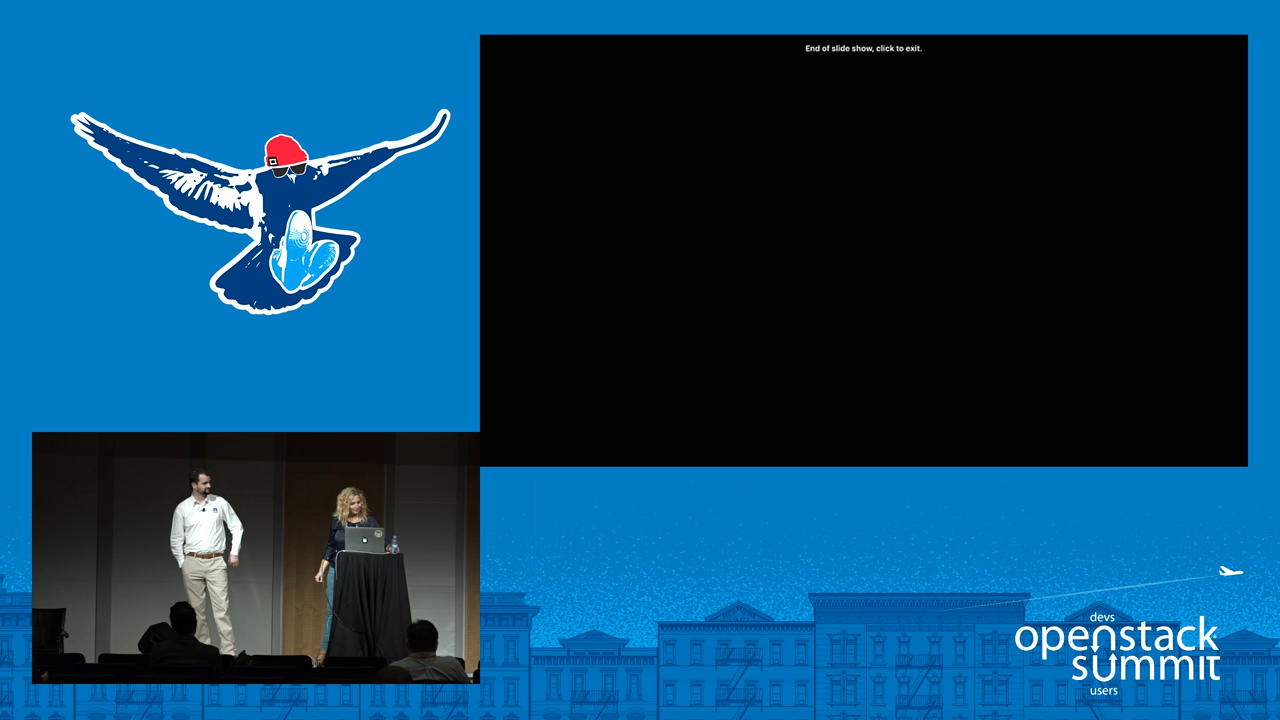 End of slide show, click to exit.
devs
openstack
summit
users